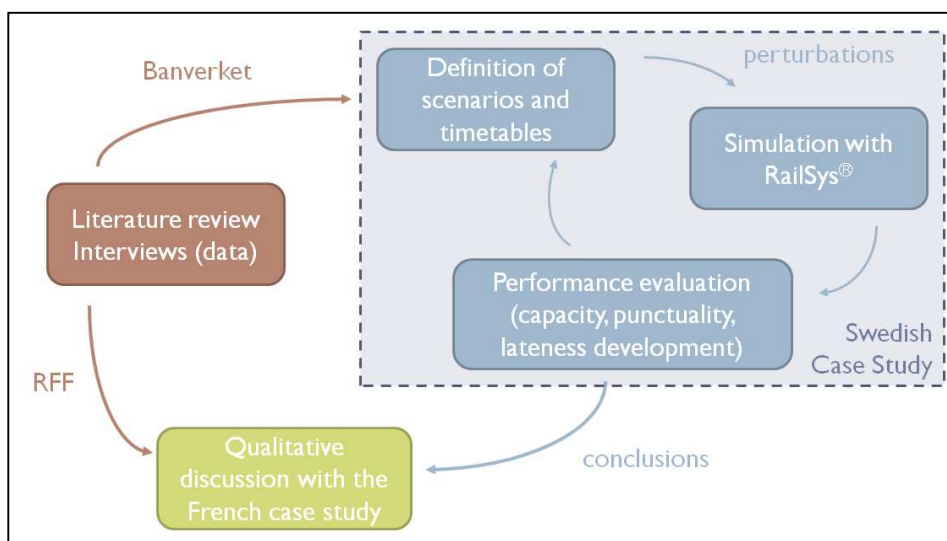 Banverket
Definition of
scenarios and
timetables
perturbations
Simulation with
RailSys®
Literature review
Interviews (data)
Performance evaluation
(capacity, punctuality,
lateness development)
Swedish
Case Study
RFF
Qualitative
discussion with the
French case study
conclusions